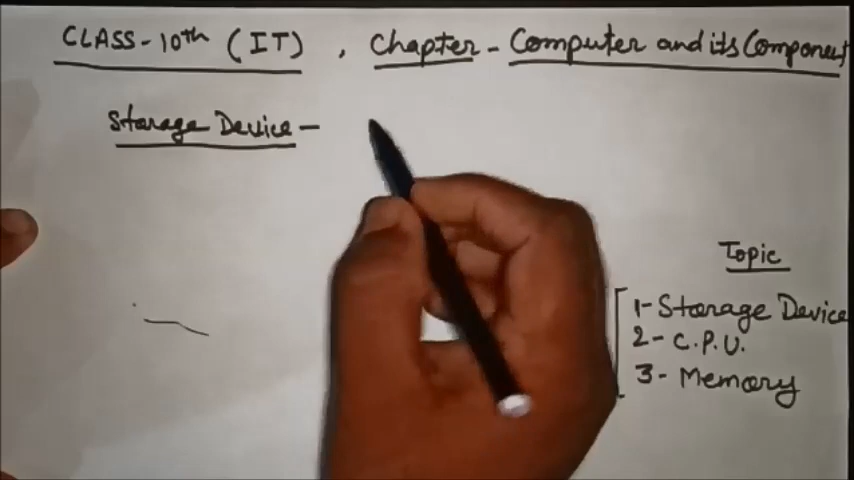 CLASS-10th (IT) , Chapter - Computer and its Component
Storage Device -
Topic
1- Storage Device
2- C.P.U.
3- Memory